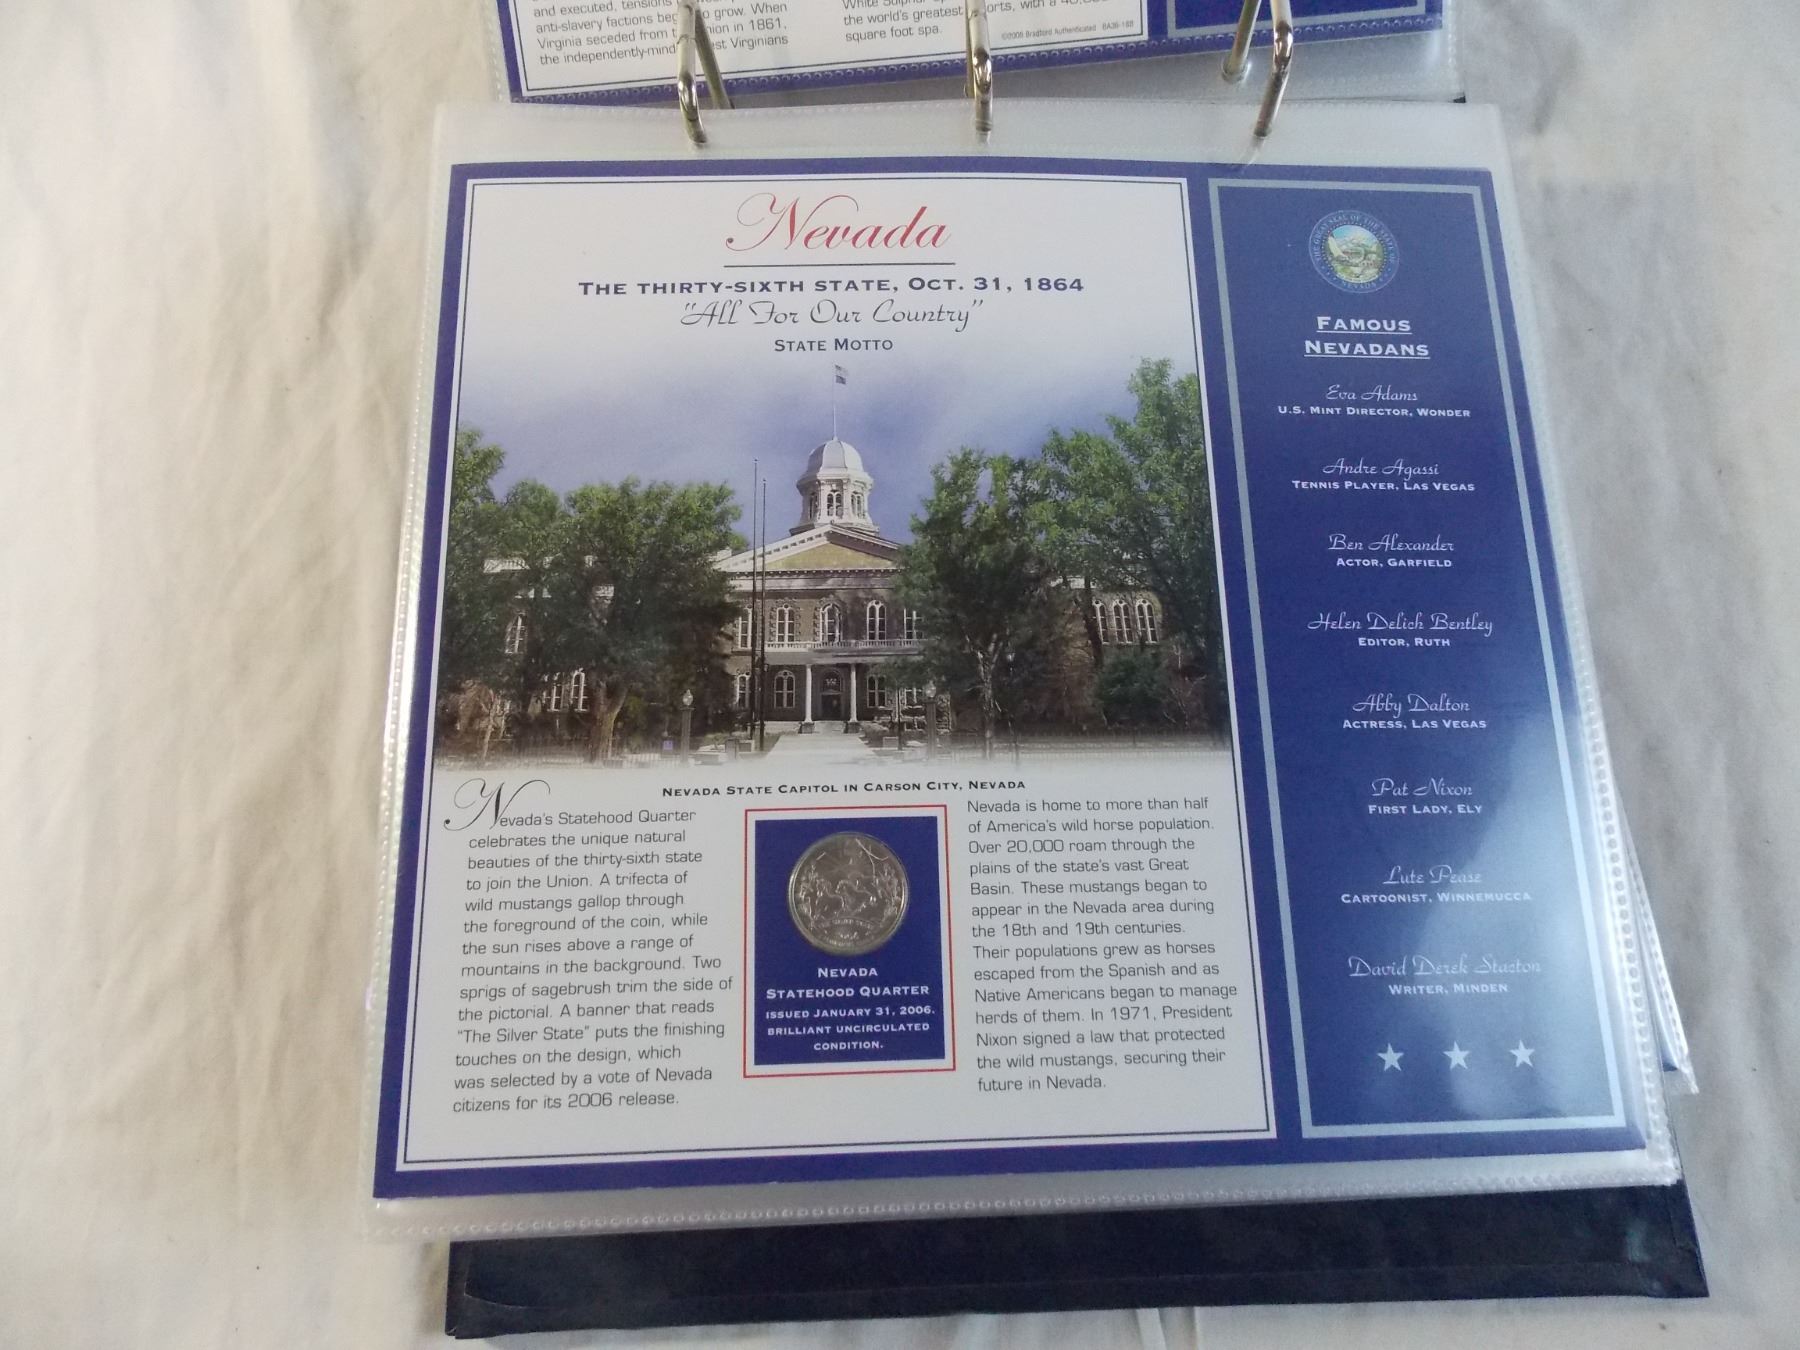 and executed, tensions
anti-slavery factions to grow. When
Virginia seceded from in 1861,
the independently-mind Virginians
the world's greatest with a
square foot spa.
©2006 Bradford Authenticated BA36-188
Nevada
THE THIRTY-SIXTH STATE, OCT. 31, 1864
"All For Our Country"
STATE MOTTO
NEVADA STATE CAPITOL IN CARSON CITY, NEVADA
Nevada's Statehood Quarter
celebrates the unique natural
beauties of the thirty-sixth state
to join the Union. A trifecta of
wild mustangs gallop through
the foreground of the coin, while
the sun rises above a range of
mountains in the background. Two
sprigs of sagebrush trim the side of
the pictorial. A banner that reads
"The Silver State" puts the finishing
touches on the design, which
was selected by a vote of Nevada
citizens for its 2006 release.
2006
NEVADA
STATEHOOD QUARTER
ISSUED JANUARY 31, 2006.
BRILLIANT UNCIRCULATED
CONDITION.
Nevada is home to more than half
of America's wild horse population.
Over 20,000 roam through the
plains of the state's vast Great
Basin. These mustangs began to
appear in the Nevada area during
the 18th and 19th centuries.
Their populations grew as horses
escaped from the Spanish and as
Native Americans began to manage
herds of them. In 1971, President
Nixon signed a law that protected
the wild mustangs, securing their
future in Nevada.
THE GREAT SEAL OF THE STATE OF
NEVADA
FAMOUS
NEVADANS
Eva Adams
U.S. MINT DIRECTOR, WONDER
Andre Agassi
TENNIS PLAYER, LAS VEGAS
Ben Alexander
ACTOR, GARFIELD
Helen Delich Bentley
EDITOR, RUTH
Abby Dalton
ACTRESS, LAS VEGAS
Pat Nixon
FIRST LADY, ELY
Lute Pease
CARTOONIST, WINNEMUCCA
David Derek Stacton
WRITER, MINDEN